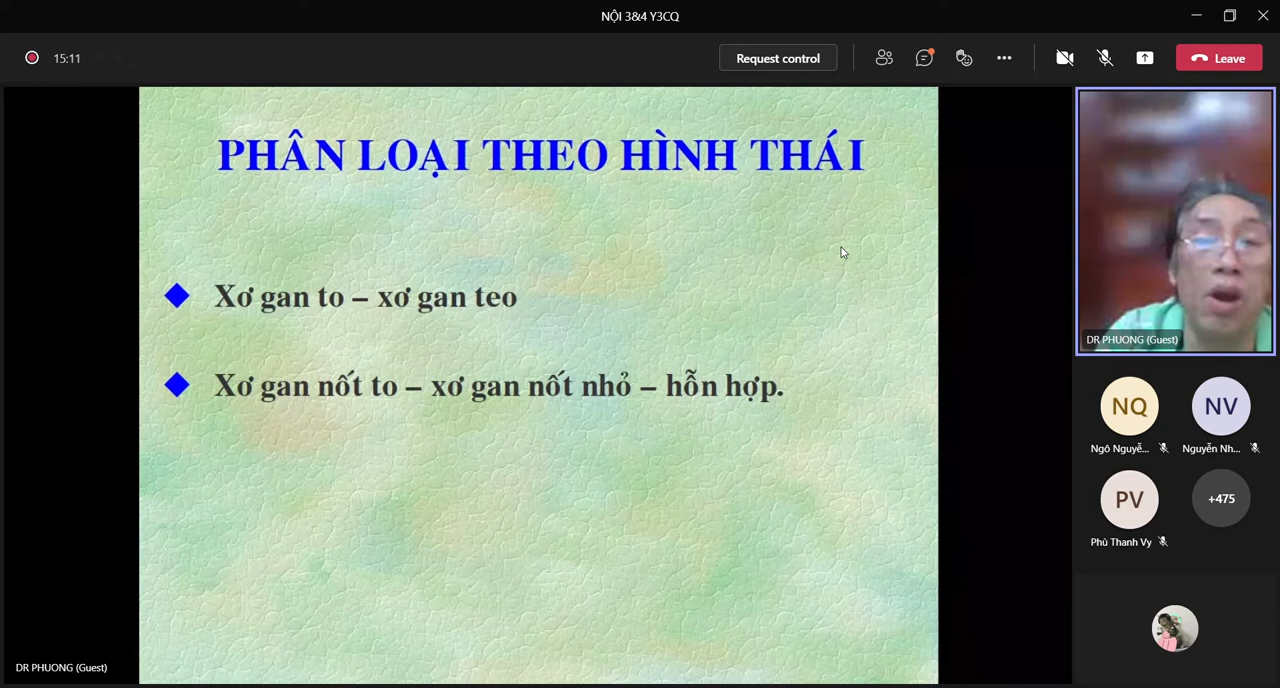 NỘI 3&4 Y3CQ
15:11
Request control
Leave
PHÂN LOẠI THEO HÌNH THÁI
Xơ gan to – xơ gan teo
Xơ gan nốt to – xơ gan nốt nhỏ – hỗn hợp.
DR PHUONG (Guest)
NQ
NV
Ngô Nguyễ...
Nguyễn Nh...
PV
+475
Phù Thanh Vy
DR PHUONG (Guest)